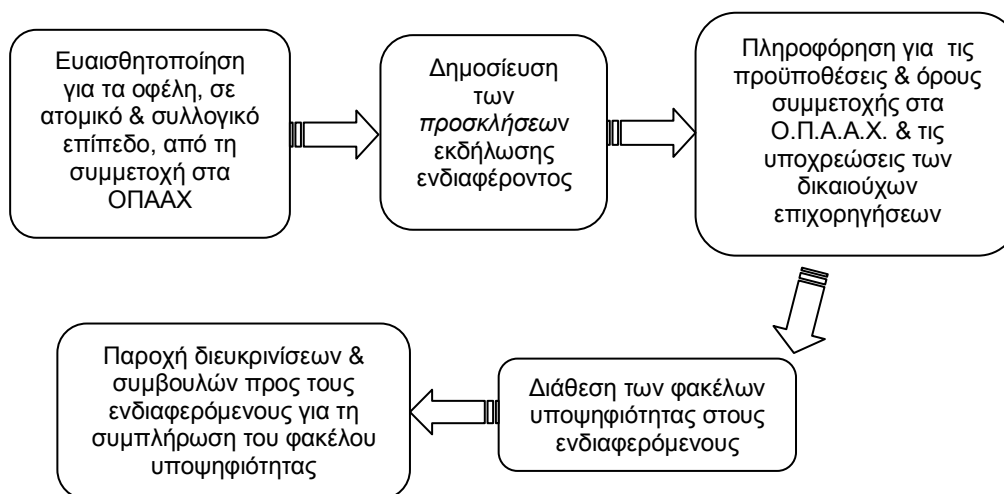 Ευαισθητοποίηση
για τα οφέλη, σε
ατομικό & συλλογικό
επίπεδο, από τη
συμμετοχή στα
ΟΠΑΑΧ
Δημοσίευση
των
προσκλήσεων
εκδήλωσης
ενδιαφέροντος
Πληροφόρηση για τις
προϋποθέσεις & όρους
συμμετοχής στα
Ο.Π.Α.Α.Χ. & τις
υποχρεώσεις των
δικαιούχων
επιχορηγήσεων
Διάθεση των φακέλων
υποψηφιότητας στους
ενδιαφερόμενους
Παροχή διευκρινίσεων &
συμβουλών προς τους
ενδιαφερόμενους για τη
συμπλήρωση του φακέλου
υποψηφιότητας